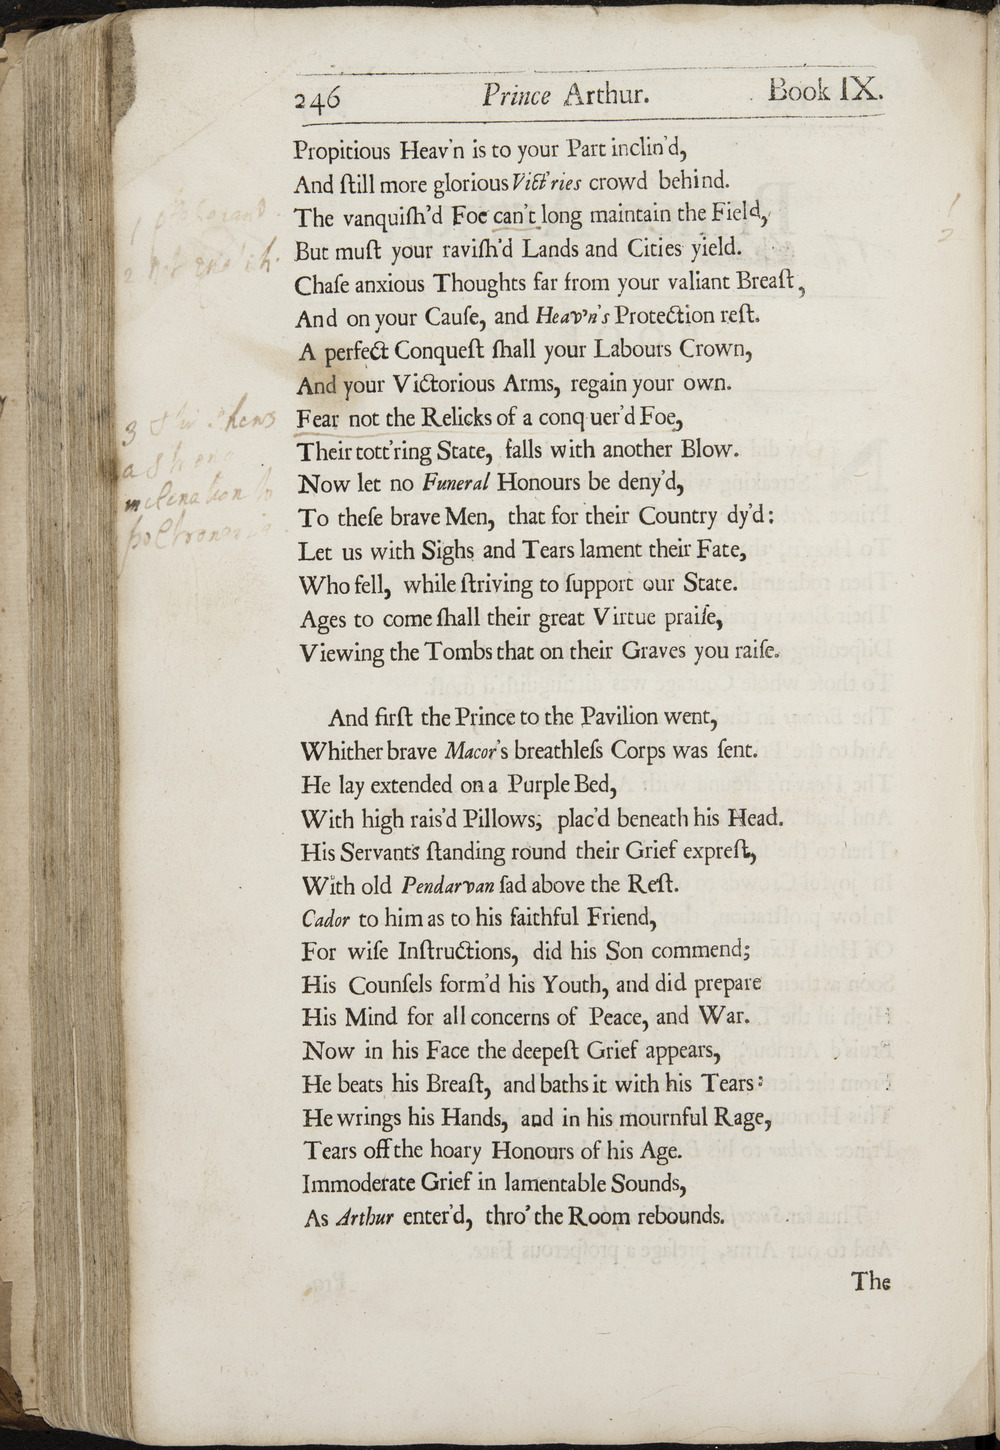 246 Prince Arthur. Book IX.
Propitious Heav'n is to your Part inclin'd,
And ſtill more glorious Vict'ries crowd behind.
The vanquiſh'd Foe can't long maintain the Field,
But muſt your raviſh'd Lands and Cities yield.
Chaſe anxious Thoughts far from your valiant Breaſt,
And on your Cauſe, and Heav'n's Protection reſt.
A perfect Conqueſt ſhall your Labours Crown,
And your Victorious Arms, regain your own.
Fear not the Relicks of a conquer'd Foe,
Their tott'ring State, falls with another Blow.
Now let no Funeral Honours be deny'd,
To theſe brave Men, that for their Country dy'd:
Let us with Sighs and Tears lament their Fate,
Who fell, while ſtriving to ſupport our State.
Ages to come ſhall their great Virtue praiſe,
Viewing the Tombs that on their Graves you raiſe.
And firſt the Prince to the Pavilion went,
Whither brave Macor's breathleſs Corps was ſent.
He lay extended on a Purple Bed,
With high rais'd Pillows, plac'd beneath his Head.
His Servants ſtanding round their Grief expreſt,
With old Pendarvan ſad above the Reſt.
Cador to him as to his faithful Friend,
For wiſe Inſtructions, did his Son commend;
His Counſels form'd his Youth, and did prepare
His Mind for all concerns of Peace, and War.
Now in his Face the deepeſt Grief appears,
He beats his Breaſt, and baths it with his Tears:
He wrings his Hands, and in his mournful Rage,
Tears off the hoary Honours of his Age.
Immoderate Grief in lamentable Sounds,
As Arthur enter'd, thro' the Room rebounds.
The
1
2
3
a
1
2